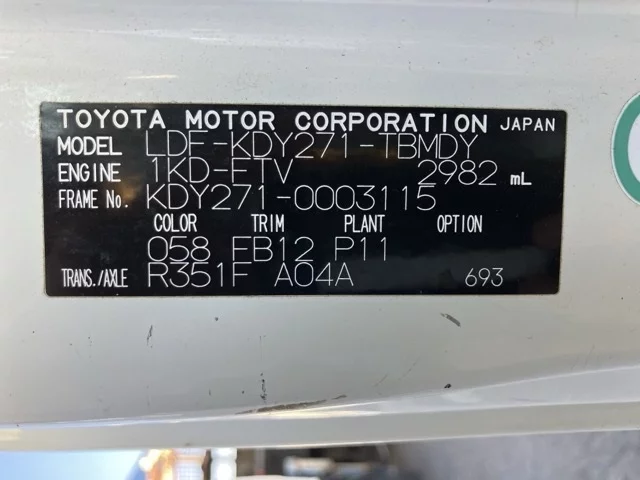 TOYOTA MOTOR CORPORATION JAPAN
MODEL LDF-KDY271-TBMDY
ENGINE 1KD-FTV 2982 mL
FRAME No. KDY271-0003115
COLOR TRIM PLANT OPTION
058 FB12 P11
TRANS./AXLE R351F A04A 693